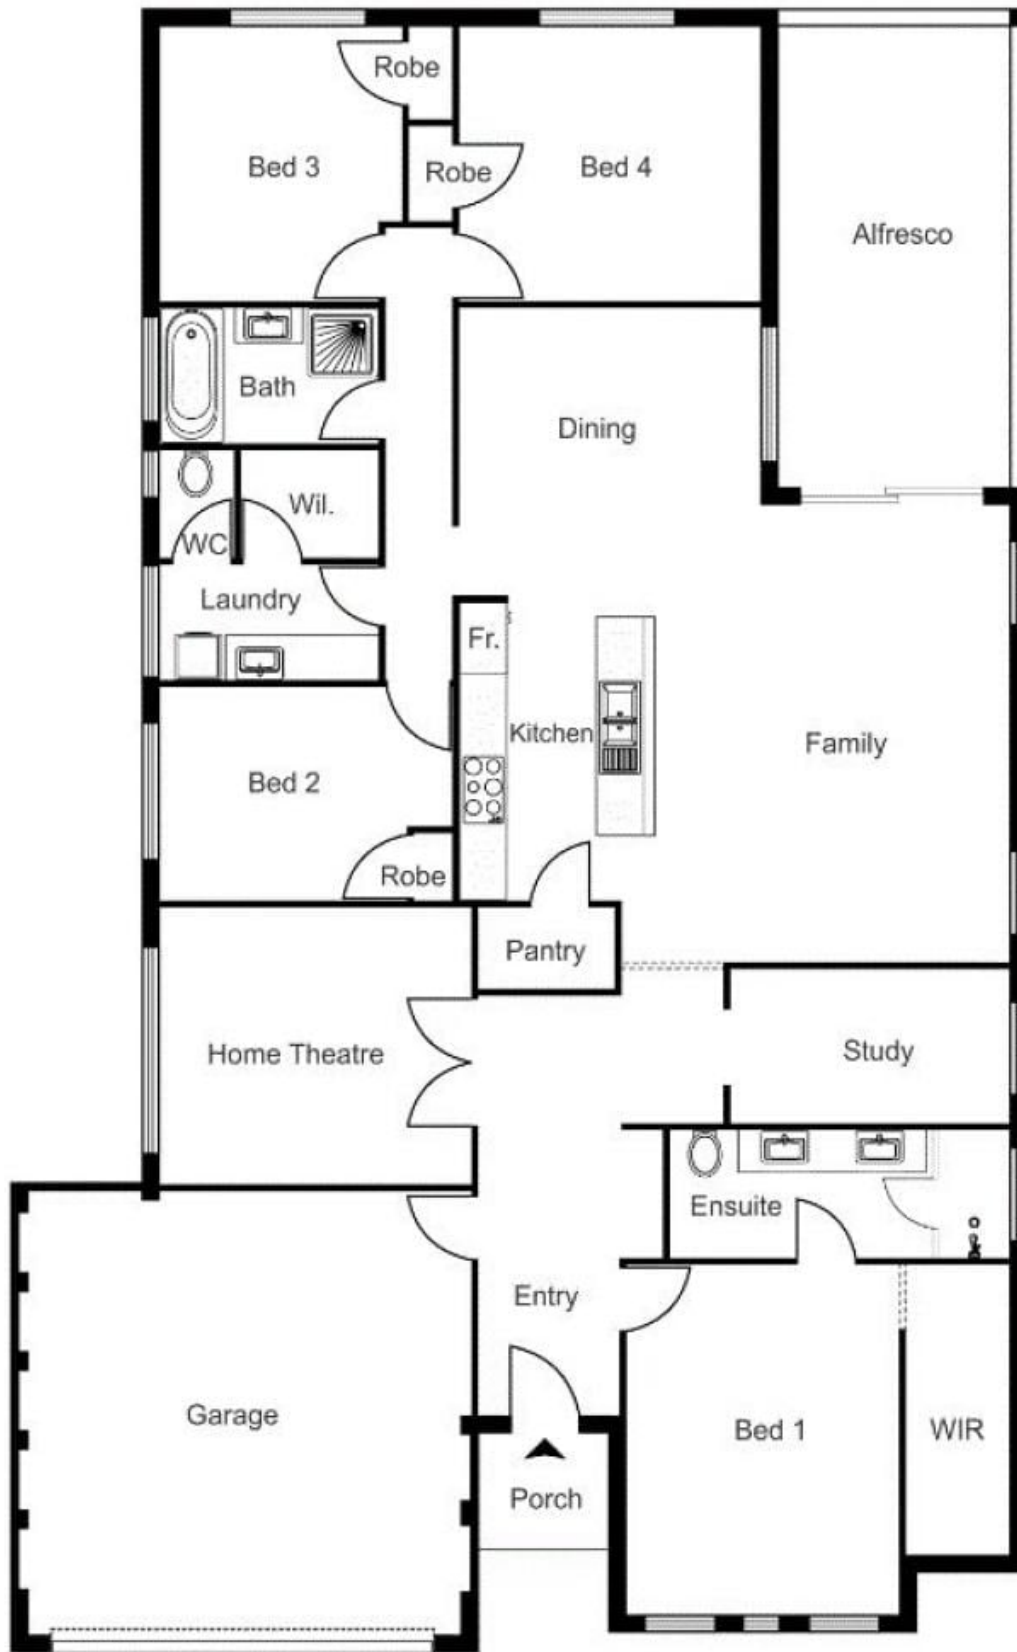 Robe
Bed 3
Robe
Bed 4
Alfresco
Bath
Dining
Wil.
WC
Laundry
Fr.
Kitchen
Family
Bed 2
Robe
Pantry
Home Theatre
Study
Ensuite
Entry
Garage
Bed 1
WIR
Porch